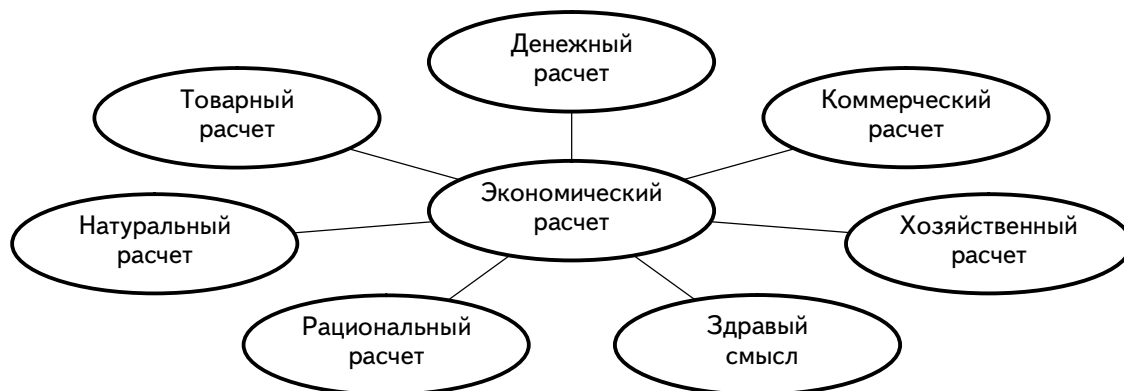 Денежный
расчет
Товарный
расчет
Коммерческий
расчет
Экономический
расчет
Натуральный
расчет
Хозяйственный
расчет
Рациональный
расчет
Здравый
смысл